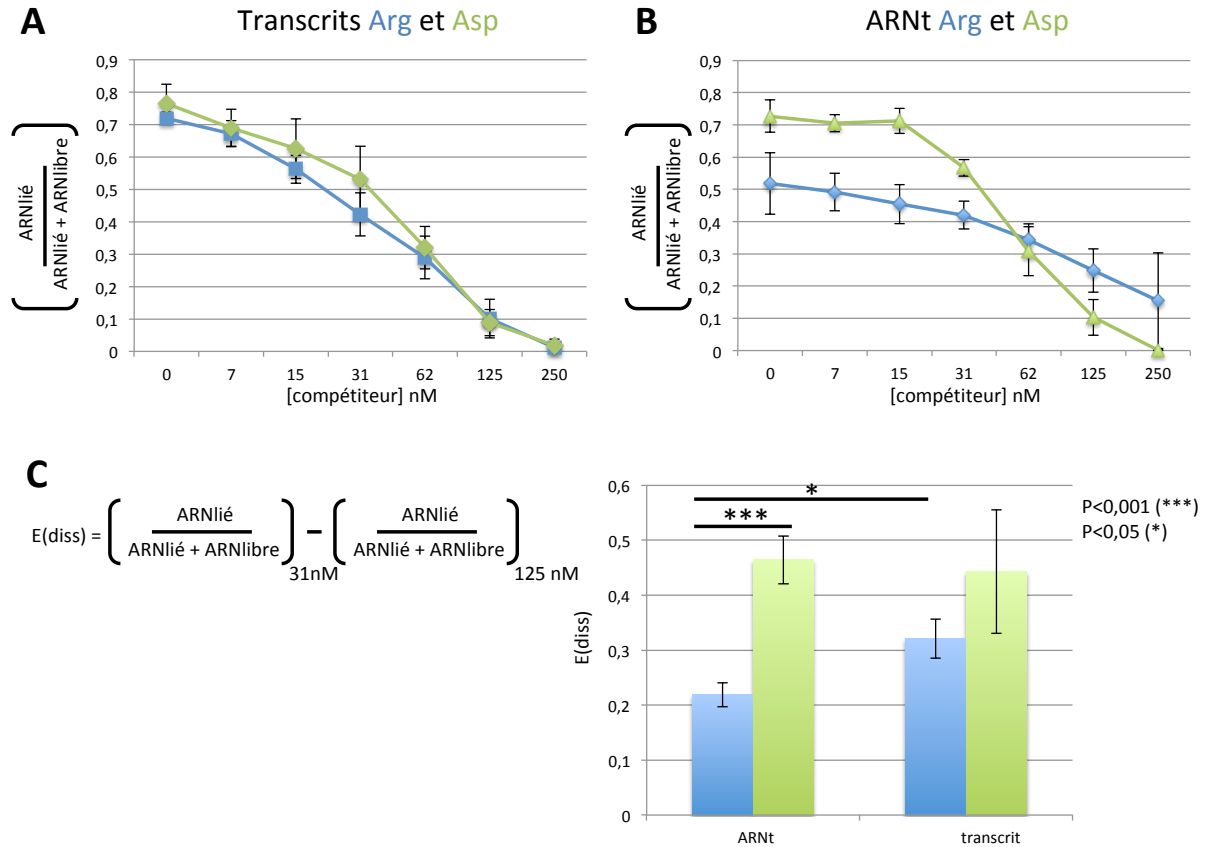 A
Transcrits Arg et Asp
0,9
0,8
0,7
0,6
0,5
0,4
0,3
0,2
0,1
0
ARNlié
ARNlié + ARNlibre
0 7 15 31 62 125 250
[compétiteur] nM
B
ARNt Arg et Asp
0,9
0,8
0,7
0,6
0,5
0,4
0,3
0,2
0,1
0
ARNlié
ARNlié + ARNlibre
0 7 15 31 62 125 250
[compétiteur] nM
C
E(diss) = ( ARNlié
ARNlié + ARNlibre ) 31nM
− ( ARNlié
ARNlié + ARNlibre ) 125 nM
0,6
0,5
0,4
0,3
0,2
0,1
0
E(diss)
*
***
ARNt transcrit
P<0,001 (***)
P<0,05 (*)